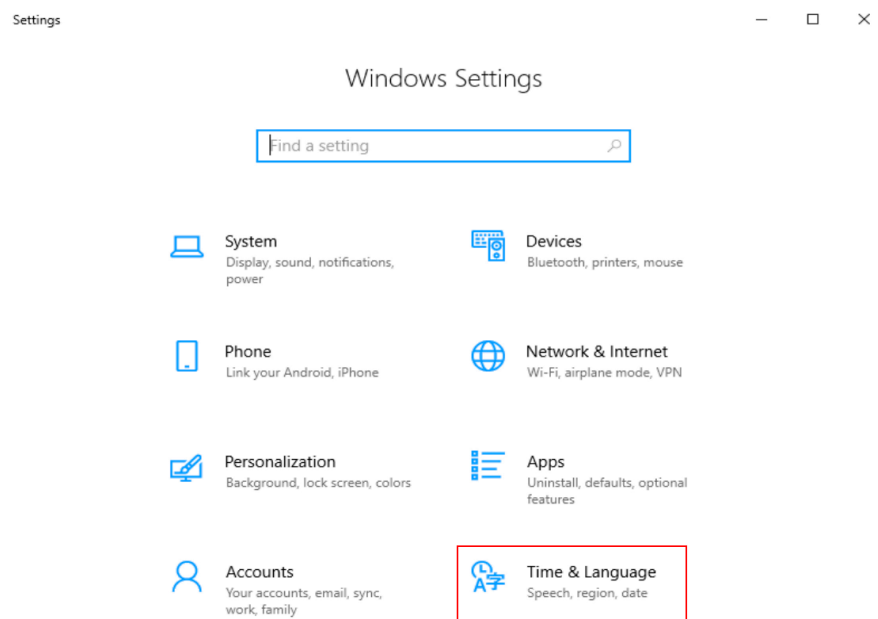 Settings
Windows Settings
Find a setting
System
Display, sound, notifications,
power
Devices
Bluetooth, printers, mouse
Phone
Link your Android, iPhone
Network & Internet
Wi-Fi, airplane mode, VPN
Personalization
Background, lock screen, colors
Apps
Uninstall, defaults, optional
features
Accounts
Your accounts, email, sync,
work, family
A字
Time & Language
Speech, region, date